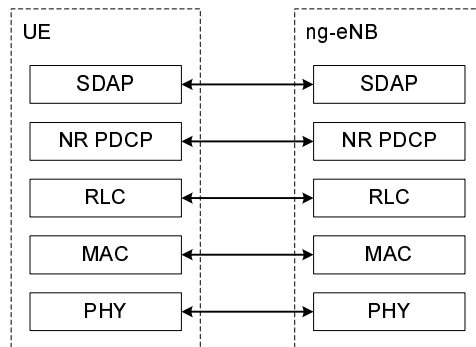 UE ng-eNB
SDAP SDAP
NR PDCP NR PDCP
RLC RLC
MAC MAC
PHY PHY